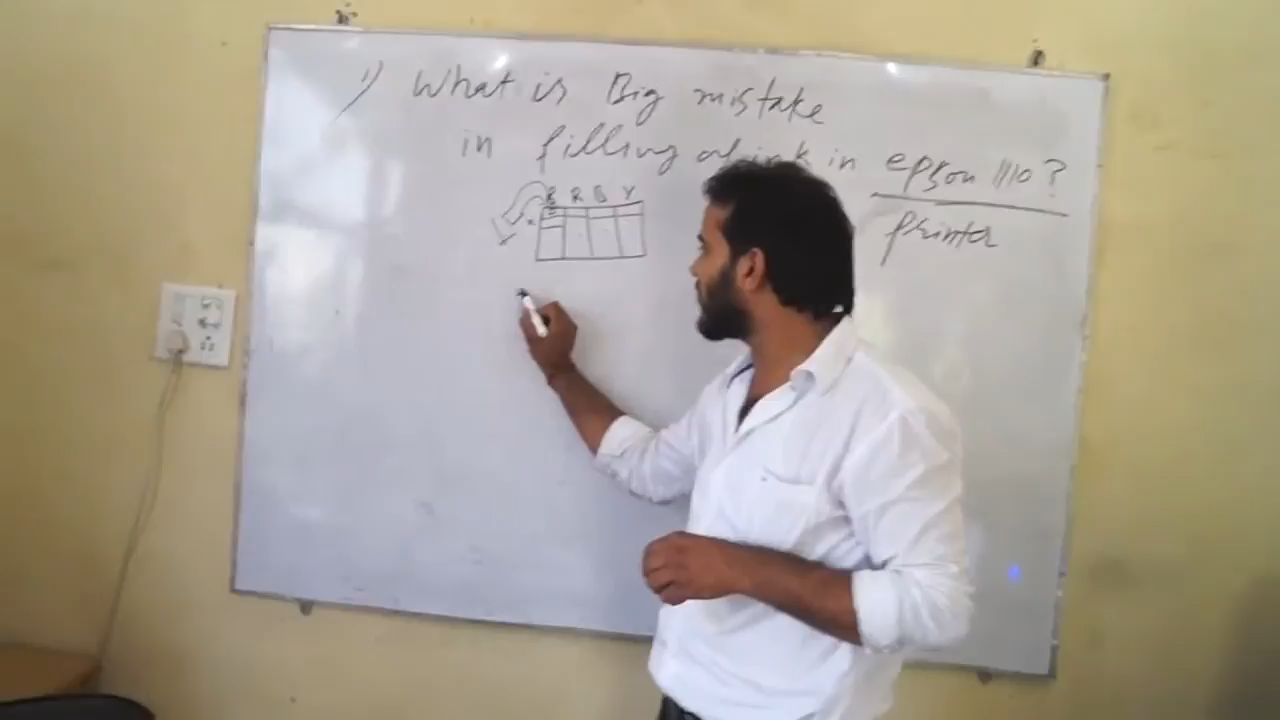 1) What is Big mistake
in filling of ink in epson 1110?
printer
B R B Y